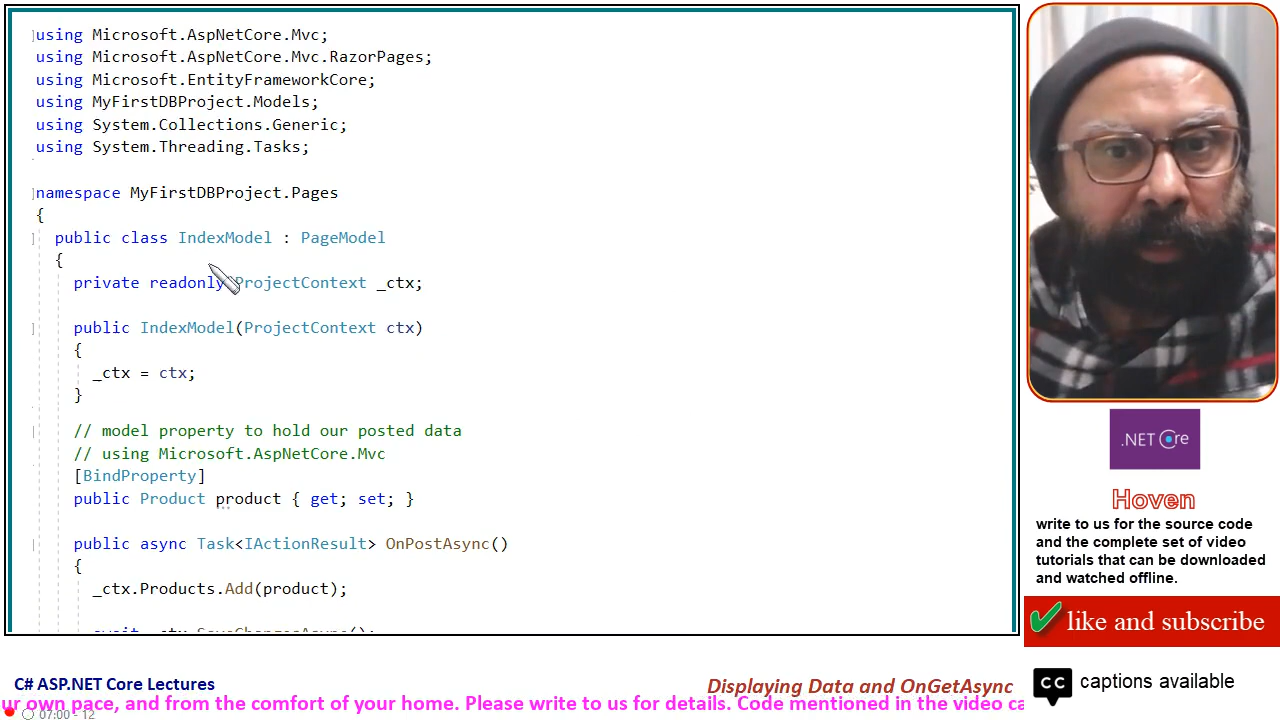 using Microsoft.AspNetCore.Mvc;
using Microsoft.AspNetCore.Mvc.RazorPages;
using Microsoft.EntityFrameworkCore;
using MyFirstDBProject.Models;
using System.Collections.Generic;
using System.Threading.Tasks;
namespace MyFirstDBProject.Pages
{
public class IndexModel : PageModel
{
private readonly ProjectContext _ctx;
public IndexModel(ProjectContext ctx)
{
_ctx = ctx;
}
// model property to hold our posted data
// using Microsoft.AspNetCore.Mvc
[BindProperty]
public Product product { get; set; }
public async Task<IActionResult> OnPostAsync()
{
_ctx.Products.Add(product);
await _ctx.SaveChangesAsync();
.NET Core
Hoven
write to us for the source code
and the complete set of video
tutorials that can be downloaded
and watched offline.
like and subscribe
CC captions available
C# ASP.NET Core Lectures
Displaying Data and OnGetAsync
ur own pace, and from the comfort of your home. Please write to us for details. Code mentioned in the video ca
07:00 - 12